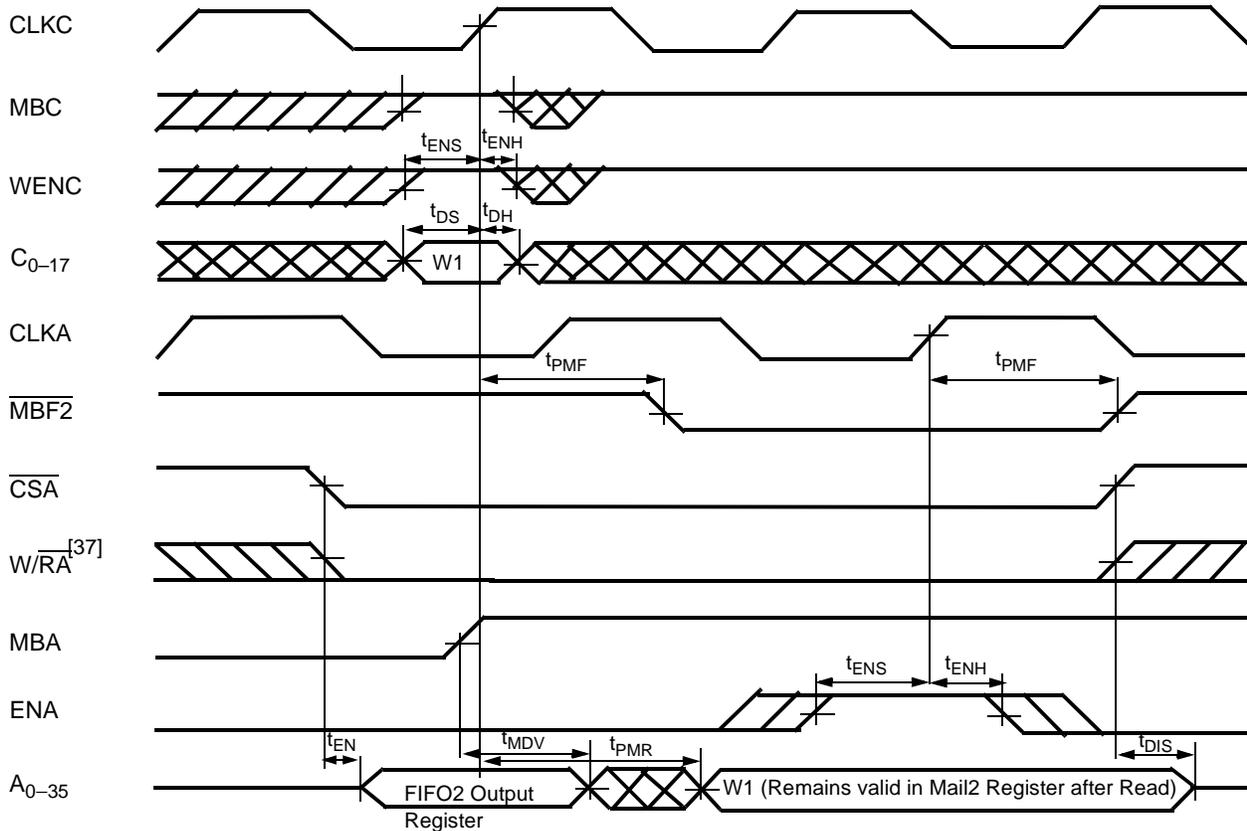 CLKC
MBC
tENS tENH
WENC
tDS tDH
C0–17
W1
CLKA
tPMF
tPMF
MBF2
CSA
W/RA[37]
MBA
tENS tENH
ENA
tEN
tMDV
tPMR
tDIS
A0–35
FIFO2 Output
Register
W1 (Remains valid in Mail2 Register after Read)